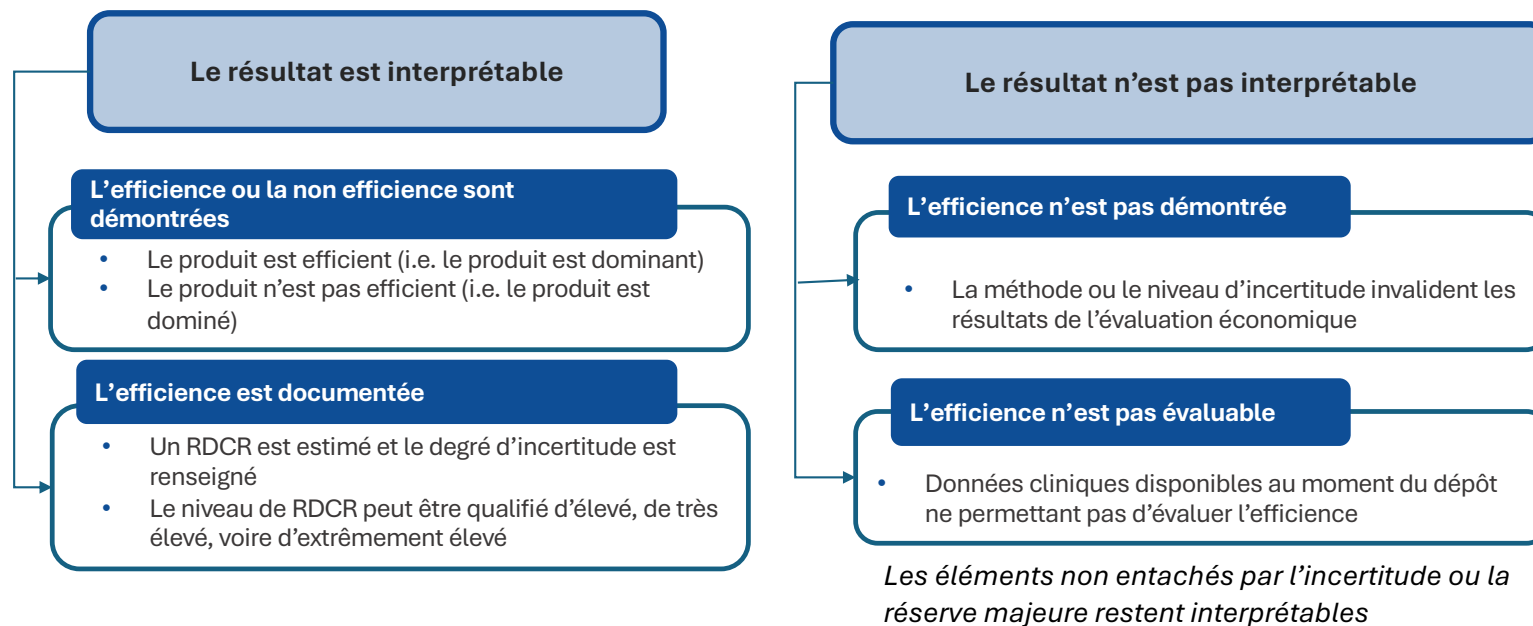 Le résultat est interprétable
L'efficience ou la non efficience sont
démontrées
• Le produit est efficient (i.e. le produit est dominant)
• Le produit n'est pas efficient (i.e. le produit est
dominé)
L'efficience est documentée
• Un RDCR est estimé et le degré d'incertitude est
renseigné
• Le niveau de RDCR peut être qualifié d'élevé, de très
élevé, voire d'extrêmement élevé
Le résultat n'est pas interprétable
L'efficience n'est pas démontrée
• La méthode ou le niveau d'incertitude invalident les
résultats de l'évaluation économique
L'efficience n'est pas évaluable
• Données cliniques disponibles au moment du dépôt
ne permettant pas d'évaluer l'efficience
Les éléments non entachés par l'incertitude ou la
réserve majeure restent interprétables